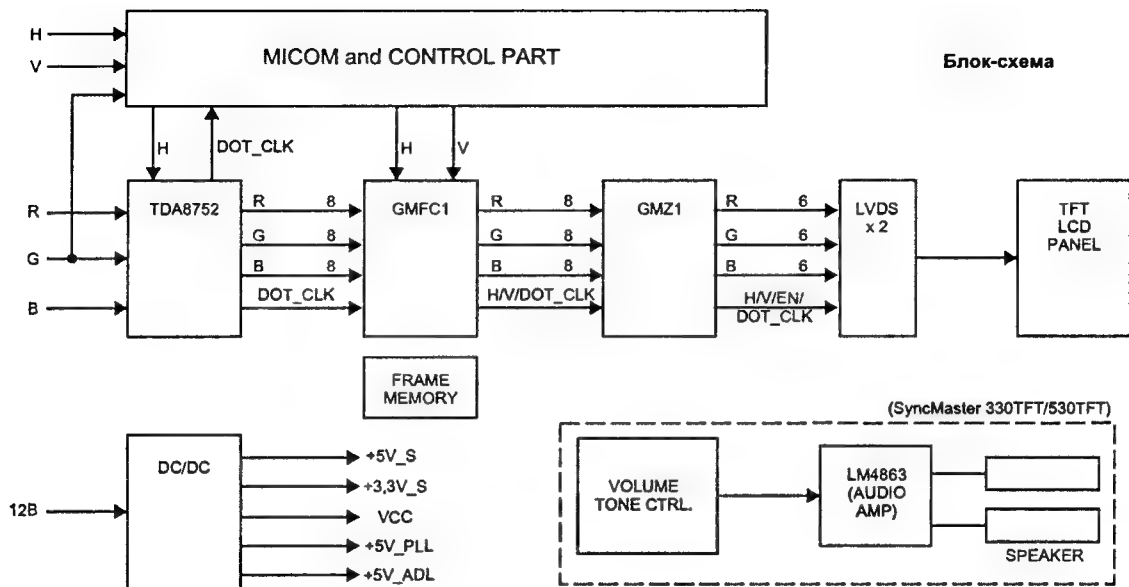 H
V
MICOM and CONTROL PART
Блок-схема
H
DOT_CLK
H
V
R
G
B
TDA8752
R 8
G 8
B 8
DOT_CLK
GMFC1
R 8
G 8
B 8
H/V/DOT_CLK
GMZ1
R 6
G 6
B 6
H/V/EN/
DOT_CLK
LVDS
x 2
TFT
LCD
PANEL
FRAME
MEMORY
12В
DC/DC
+5V_S
+3,3V_S
VCC
+5V_PLL
+5V_ADL
(SyncMaster 330TFT/530TFT)
VOLUME
TONE CTRL.
LM4863
(AUDIO
AMP)
SPEAKER